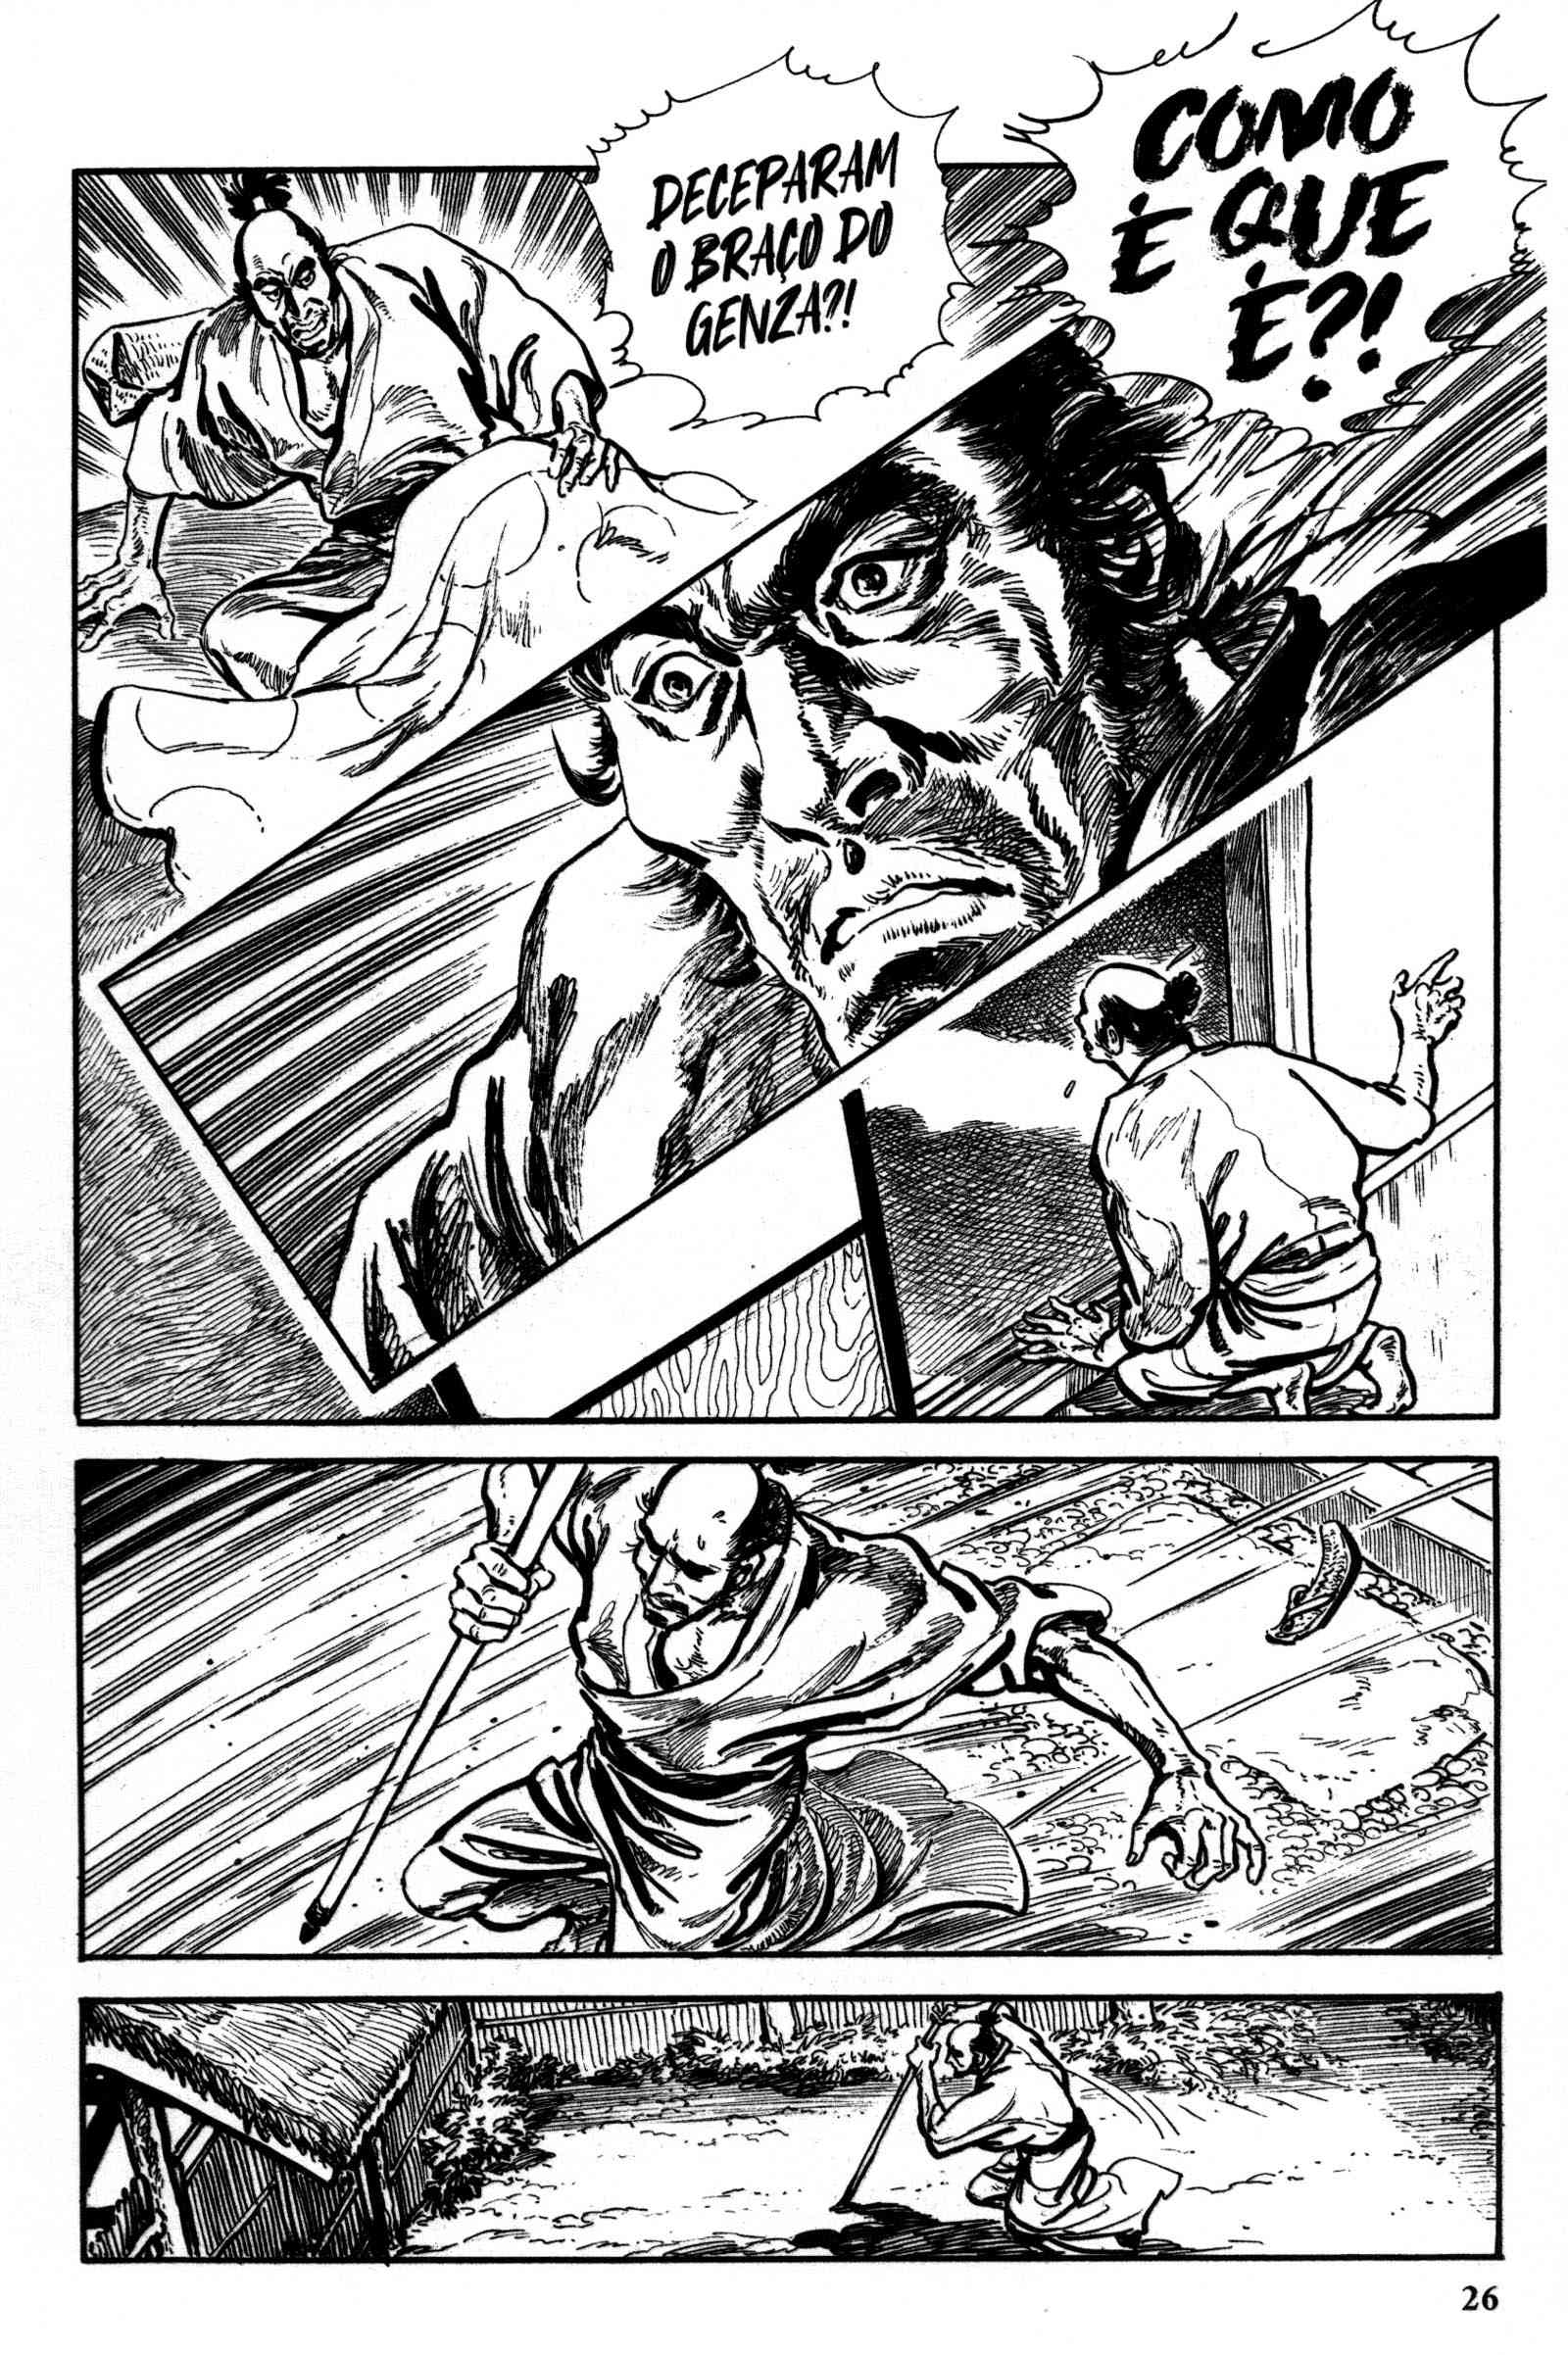 COMO
É QUE
É?!
DECEPARAM
O BRAÇO DO
GENZA?!
26